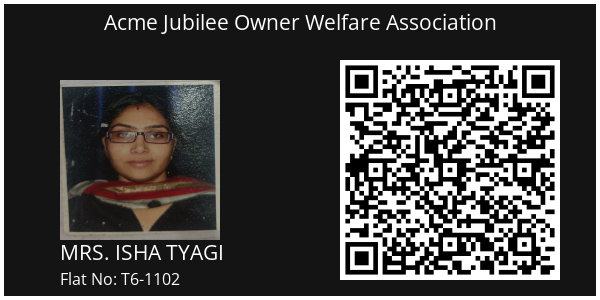 Acme Jubilee Owner Welfare Association
MRS. ISHA TYAGI
Flat No: T6-1102